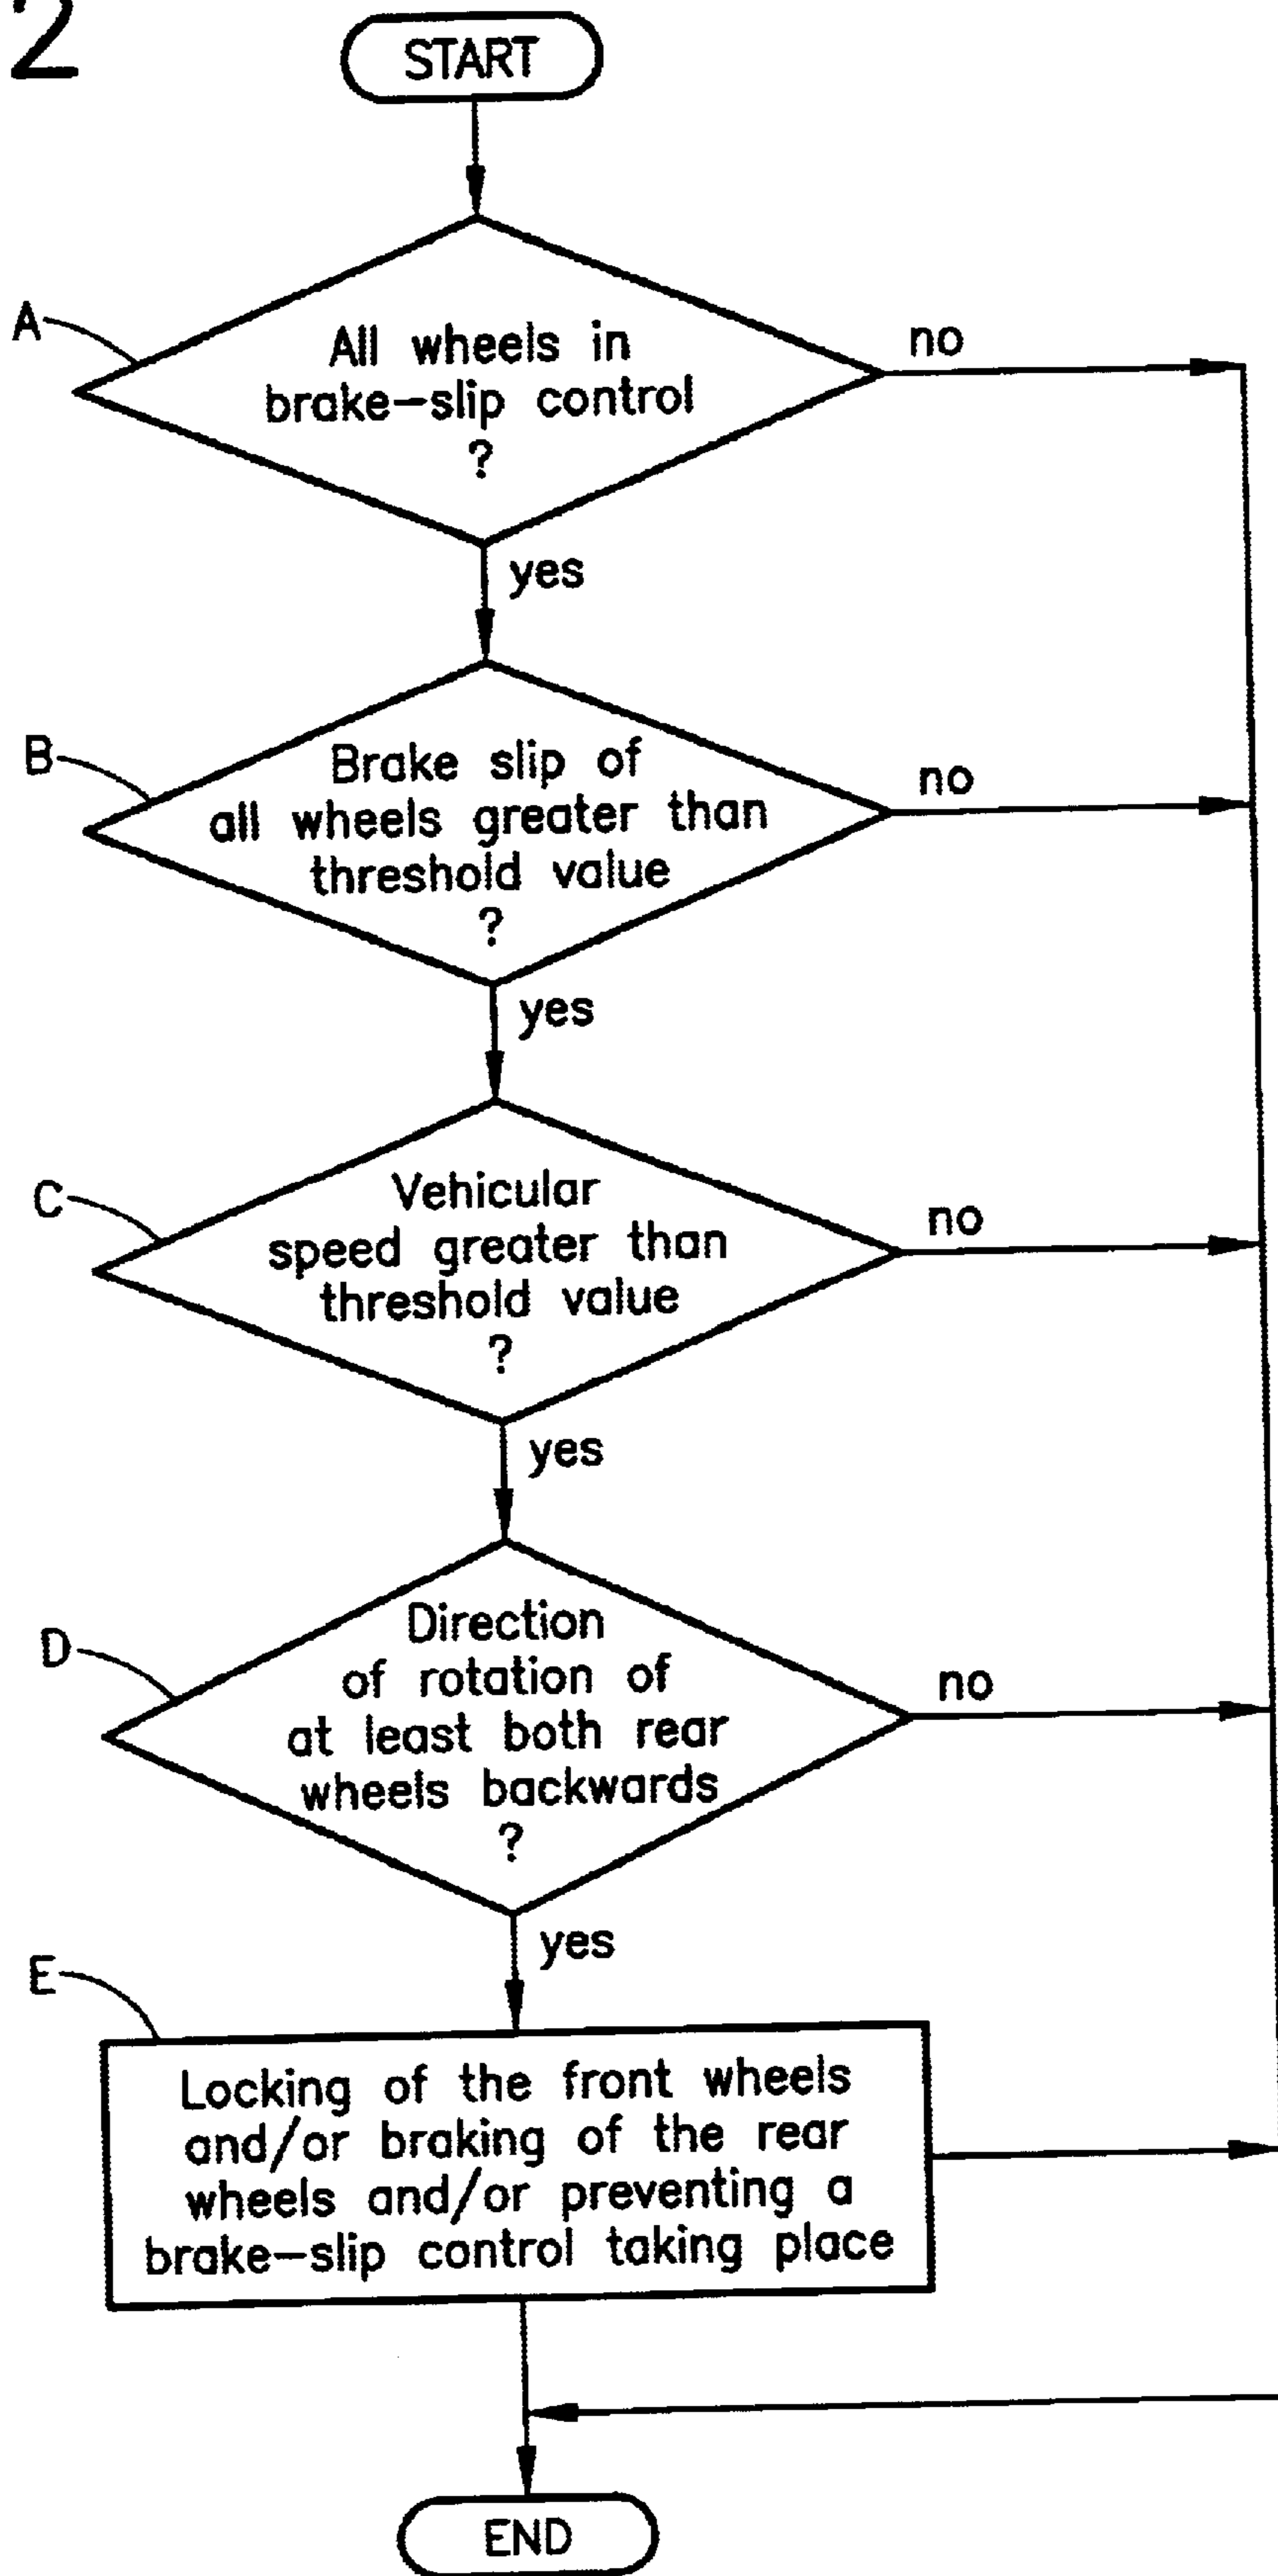 2
START
A
All wheels in
brake-slip control
?
no
yes
B
Brake slip of
all wheels greater than
threshold value
?
no
yes
C
Vehicular
speed greater than
threshold value
?
no
yes
D
Direction
of rotation of
at least both rear
wheels backwards
?
no
yes
E
Locking of the front wheels
and/or braking of the rear
wheels and/or preventing a
brake-slip control taking place
END